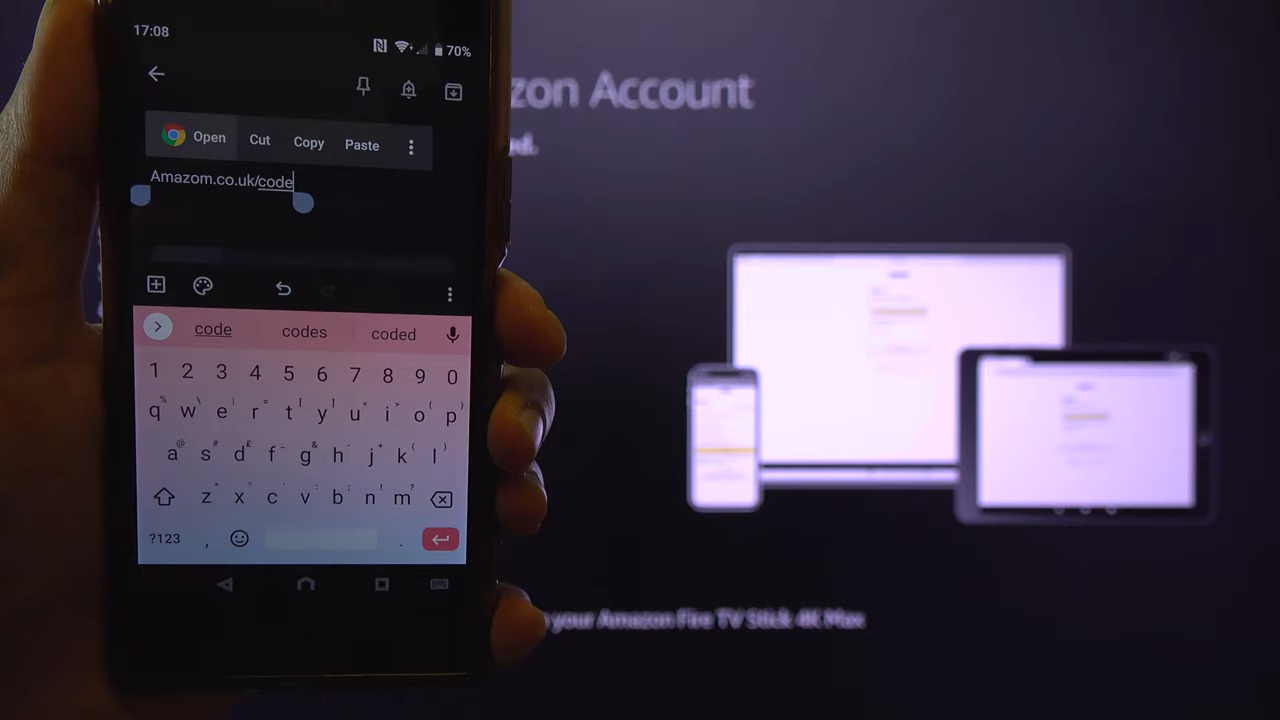 17:08
70%
Open Cut Copy Paste
Amazom.co.uk/code
code codes coded
1 2 3 4 5 6 7 8 9 0
q w e r t y u i o p
a s d f g h j k l
z x c v b n m
?123 , .
zon Account
ed.
your Amazon Fire TV Stick 4K Max